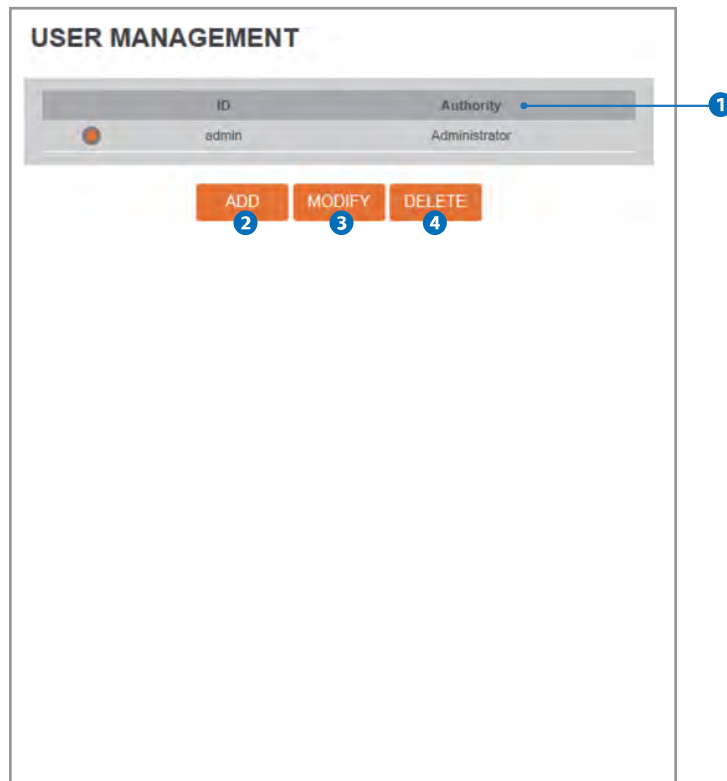 USER MANAGEMENT
ID Authority 1
admin Administrator
ADD MODIFY DELETE
2 3 4